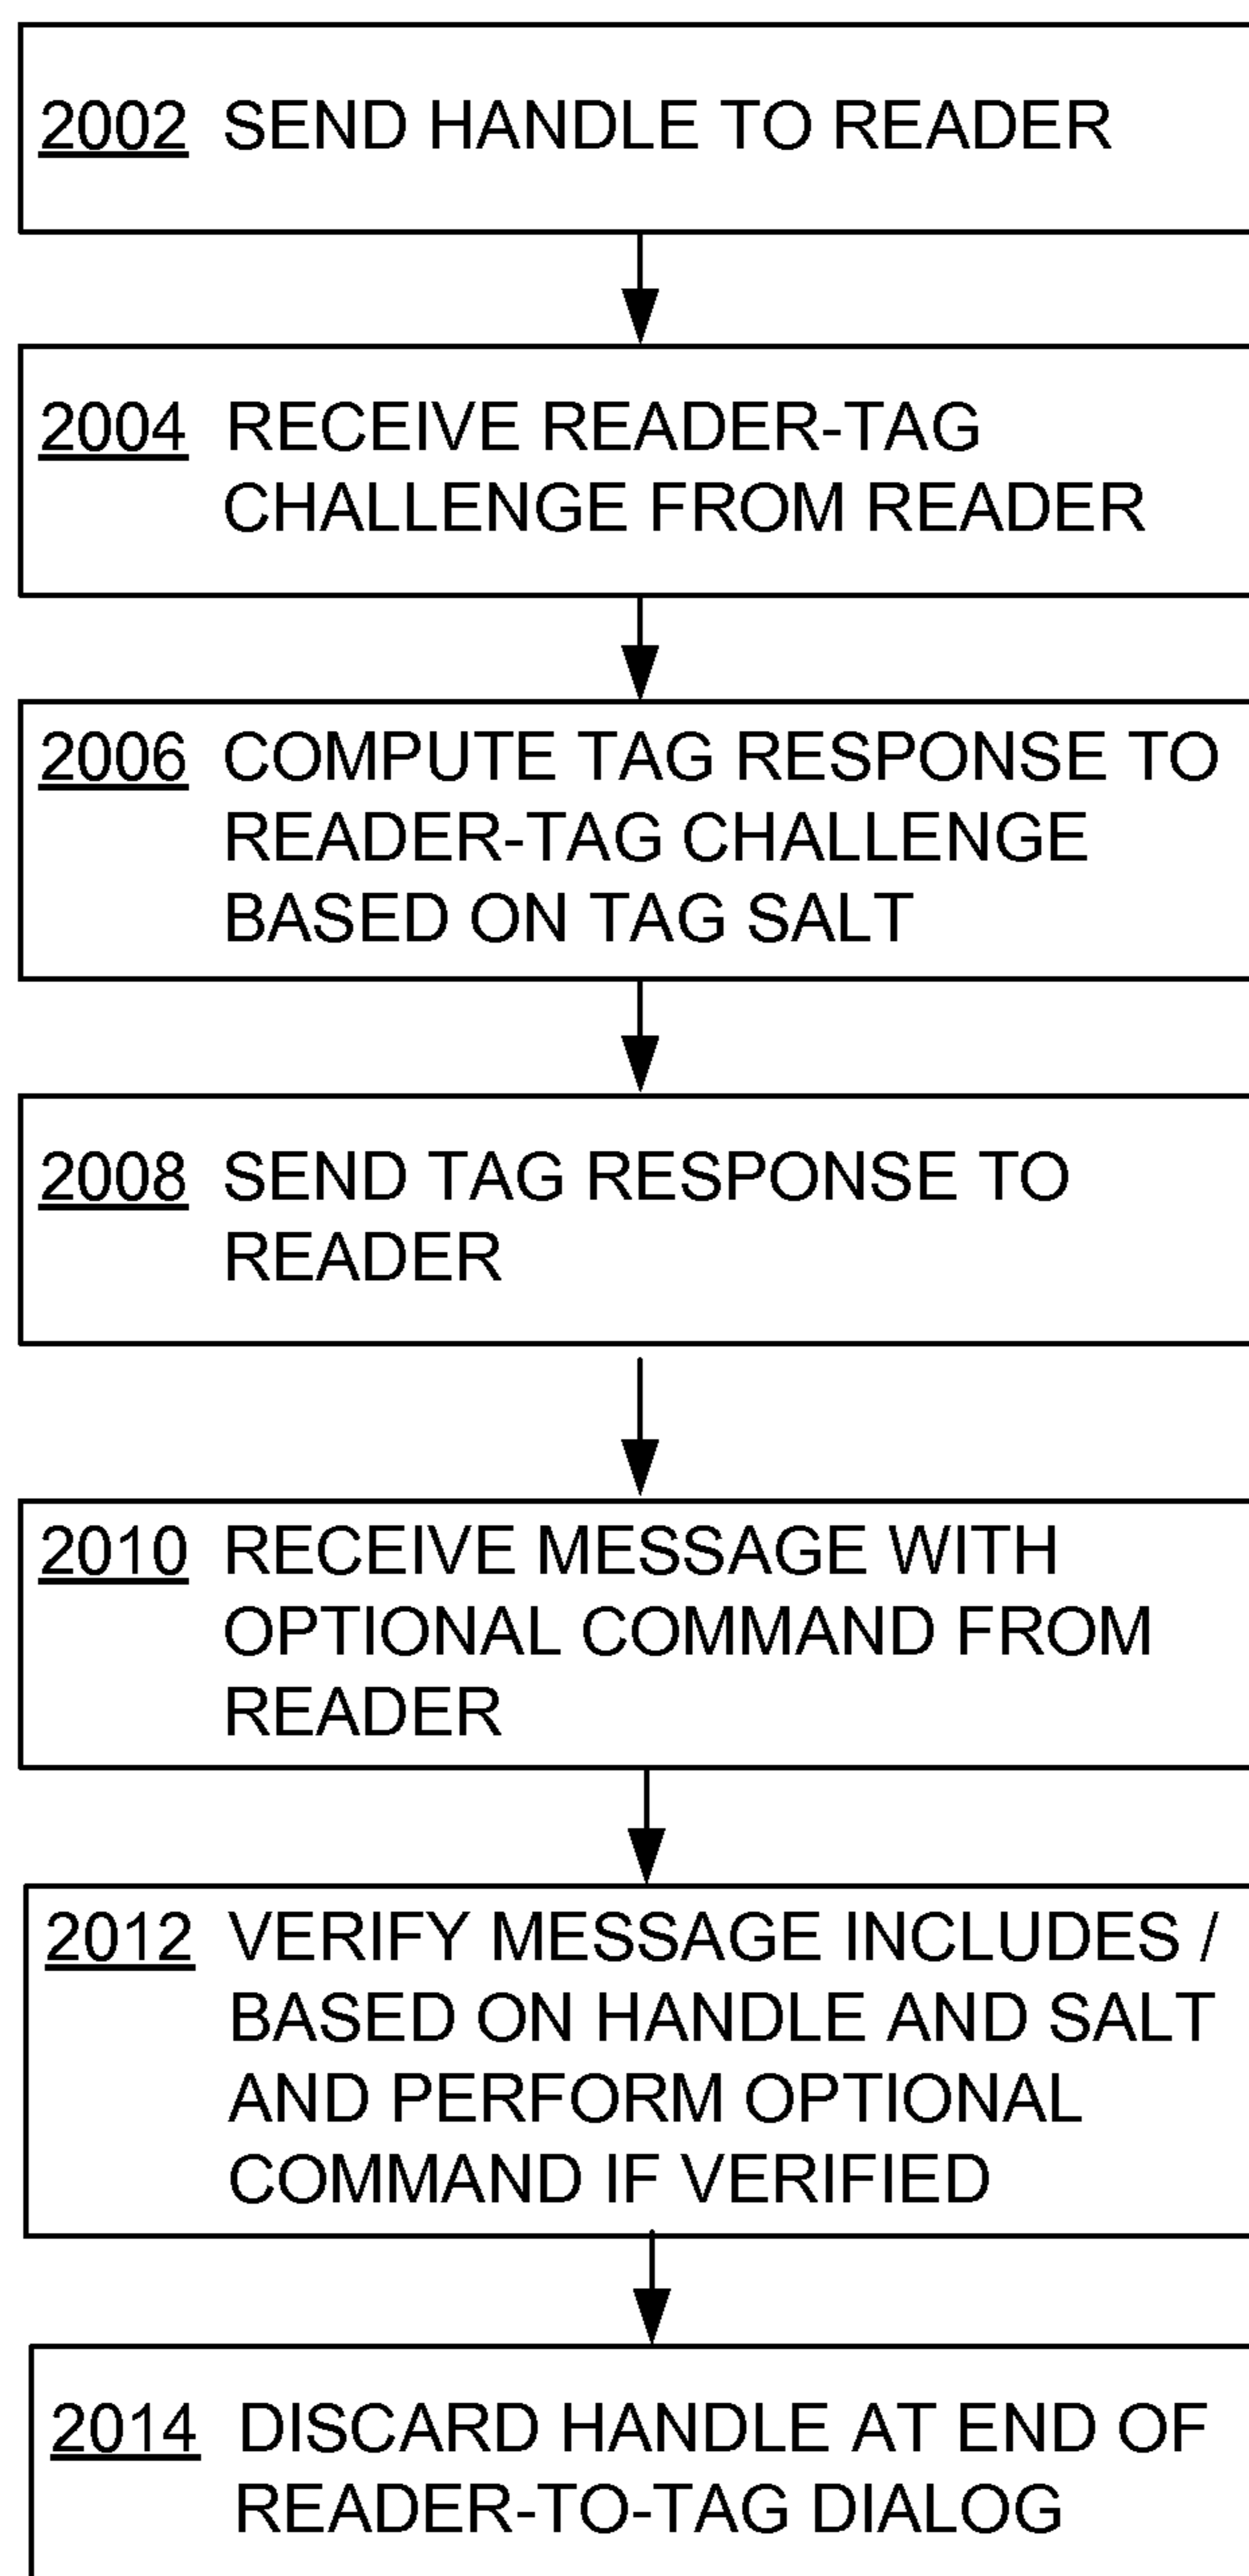 2002 SEND HANDLE TO READER
2004 RECEIVE READER-TAG
CHALLENGE FROM READER
2006 COMPUTE TAG RESPONSE TO
READER-TAG CHALLENGE
BASED ON TAG SALT
2008 SEND TAG RESPONSE TO
READER
2010 RECEIVE MESSAGE WITH
OPTIONAL COMMAND FROM
READER
2012 VERIFY MESSAGE INCLUDES /
BASED ON HANDLE AND SALT
AND PERFORM OPTIONAL
COMMAND IF VERIFIED
2014 DISCARD HANDLE AT END OF
READER-TO-TAG DIALOG